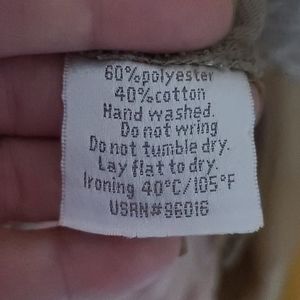 60%polyester
40%cotton
Hand washed.
Do not wring
Do not tumble dry.
Lay flat to dry.
Ironing 40°C/105°F
USRN#96016